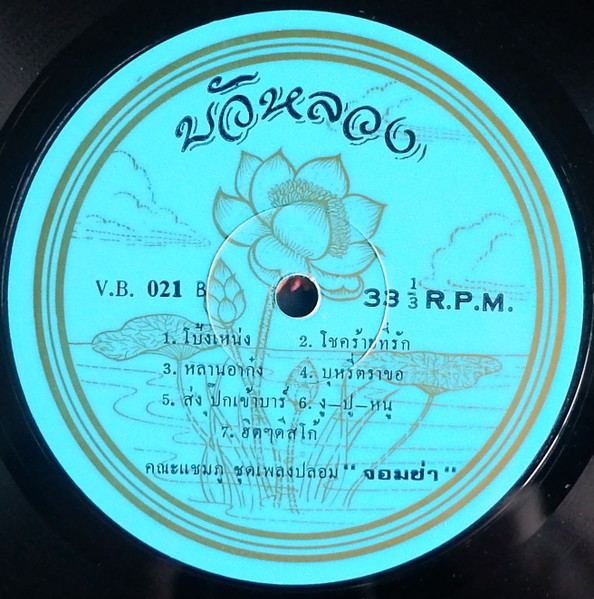 บัวหลวง
V.B. 021 B 33 1/3 R.P.M.
1. โป๊งเหน่ง 2. โชคร้ายที่รัก
3. หลานอากุ๋ง 4. บุหรี่ตราขอ
5. ส่งปุ๊กเข้าบาร์ 6. งู-ปู-หนู
7. ฮิตๆดิสโก้
คณะแชมภู ชุดเพลงปลอม "จอมย่า"